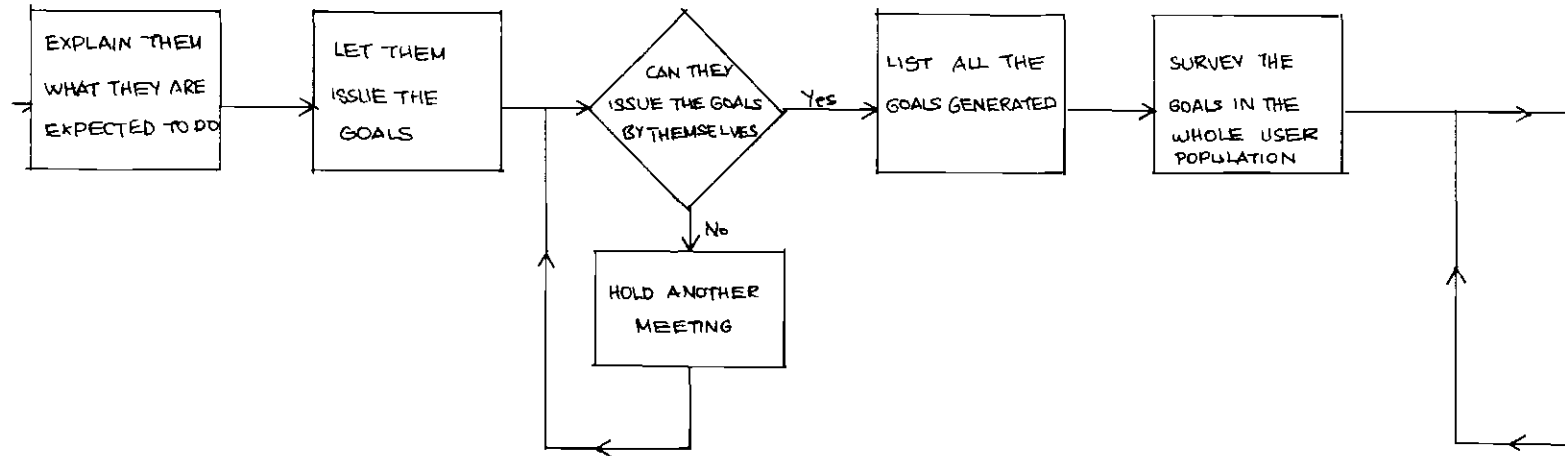 EXPLAIN THEM
WHAT THEY ARE
EXPECTED TO DO
LET THEM
ISSUE THE
GOALS
CAN THEY
ISSUE THE GOALS
BY THEMSELVES
Yes
No
HOLD ANOTHER
MEETING
LIST ALL THE
GOALS GENERATED
SURVEY THE
GOALS IN THE
WHOLE USER
POPULATION